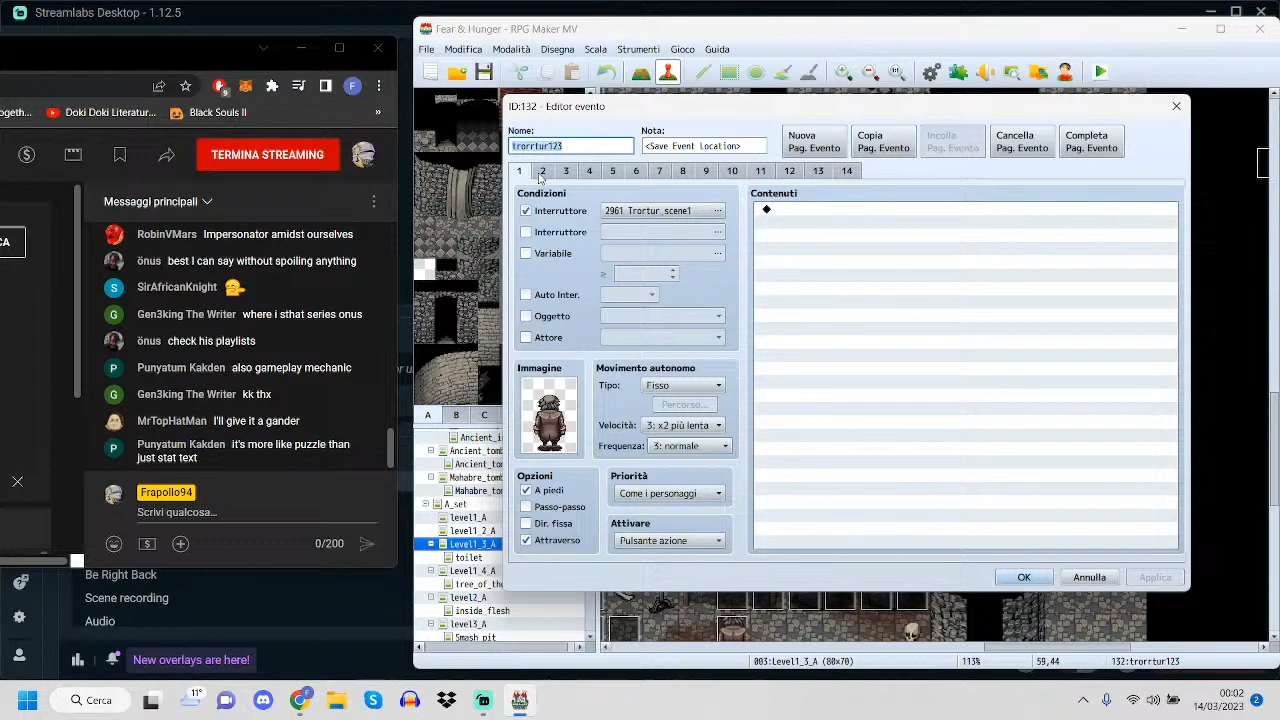 Streamlabs Desktop - 1.12.5
Fear & Hunger - RPG Maker MV
File Modifica Modalità Disegna Scala Strumenti Gioco Guida
Davi Donk Literatur...
Black Souls II
»
TERMINA STREAMING
Messaggi principali
RobinVMars Impersonator amidst ourselves
önus best I can say without spoiling anything
SirAfricanKnight
Gen3king The Writer where i sthat series onus
önus check his playlists
Punyatum Kakden also gameplay mechanic
Gen3king The Writer kk thx
TopHatMan I'll give it a gander
Punyatum Kakden it's more like puzzle than
just stat text
Frapollo94
Scrivi qualcosa...
0/200
Be Right Back
Scene recording
Audio
New overlays are here!
ID:132 - Editor evento
Nome: Nota:
trorrtur123 <Save Event Location>
Nuova
Pag. Evento
Copia
Pag. Evento
Incolla
Pag. Evento
Cancella
Pag. Evento
Completa
Pag. Evento
1 2 3 4 5 6 7 8 9 10 11 12 13 14
Condizioni
Interruttore 2961 Trortur_scene1 ...
Interruttore ...
Variabile ...
≥
Auto Inter.
Oggetto
Attore
Immagine
Movimento autonomo
Tipo: Fisso
Percorso...
Velocità: 3: x2 più lenta
Frequenza: 3: normale
Opzioni
A piedi
Passo-passo
Dir. fissa
Attraverso
Priorità
Come i personaggi
Attivare
Pulsante azione
Contenuti
OK Annulla Applica
A B C
Ancient_i
Ancient_tom
Ancient_to
Mahabre_tom
Mahabre_to
A_set
level1_A
level1_2_A
Level1_3_A
toilet
Level1_4_A
tree_of_th
level2_A
inside_flesh
level3_A
Smash_pit
003:Level1_3_A (80x70) 113% 59,44 132:trorrtur123
11° Cerca
00:02
14/03/2023
2